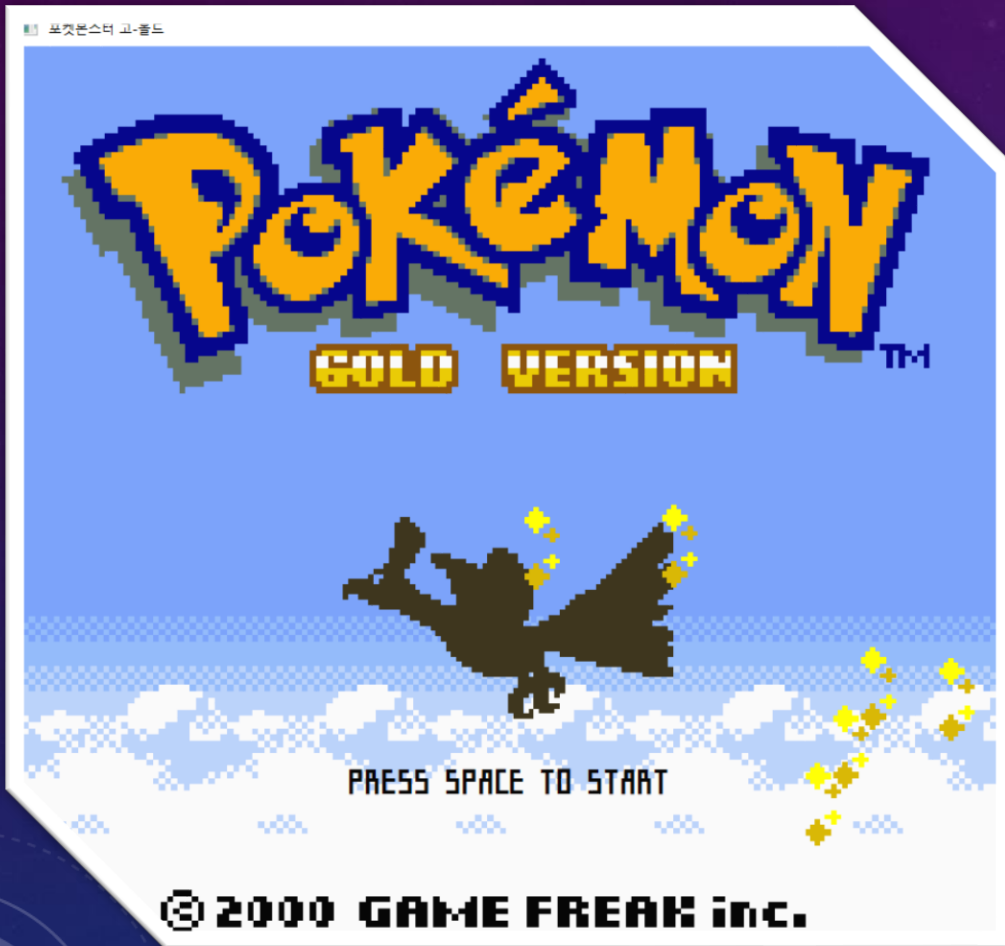 포켓몬스터 고-올드
POKéMON
TM
GOLD VERSION
PRESS SPACE TO START
©2000 GAME FREAK inc.